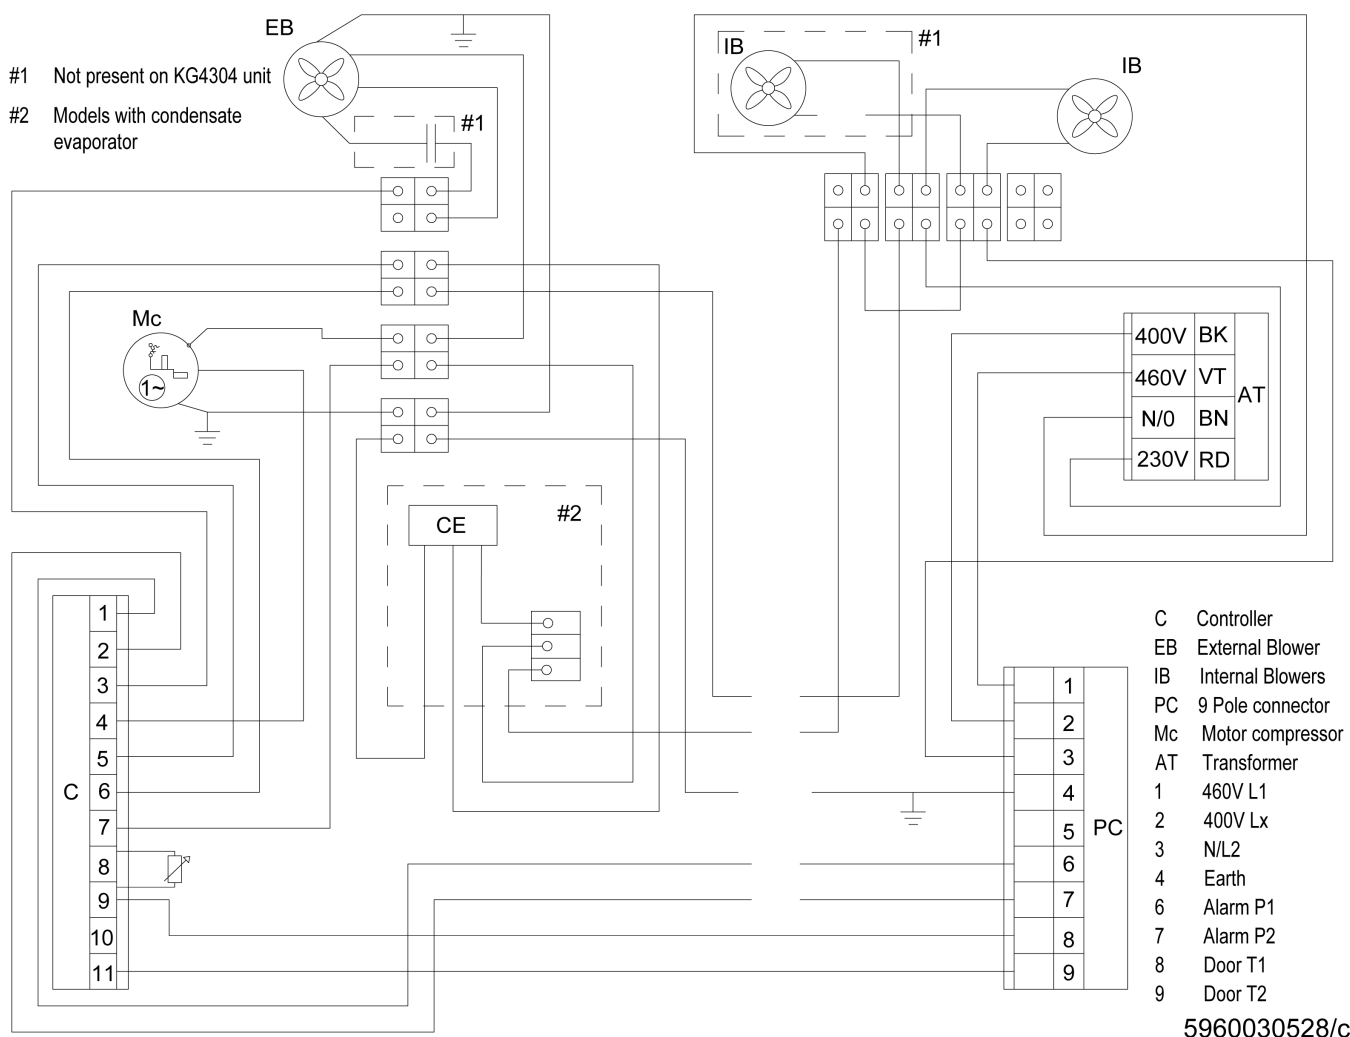 EB
#1 Not present on KG4304 unit
#2 Models with condensate
evaporator
#1
IB
#1
IB
Mc
1~
400V BK
460V VT
N/0 BN
230V RD
AT
CE
#2
C
1
2
3
4
5
6
7
8
9
10
11
1
2
3
4
5
6
7
8
9
PC
C Controller
EB External Blower
IB Internal Blowers
PC 9 Pole connector
Mc Motor compressor
AT Transformer
1 460V L1
2 400V Lx
3 N/L2
4 Earth
6 Alarm P1
7 Alarm P2
8 Door T1
9 Door T2
5960030528/c